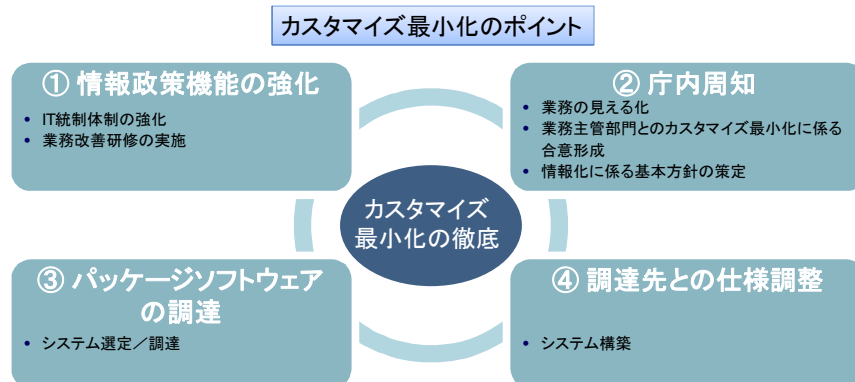 カスタマイズ最小化のポイント
① 情報政策機能の強化
• IT統制体制の強化
• 業務改善研修の実施
② 庁内周知
• 業務の見える化
• 業務主管部門とのカスタマイズ最小化に係る
合意形成
• 情報化に係る基本方針の策定
カスタマイズ
最小化の徹底
③ パッケージソフトウェア
の調達
• システム選定／調達
④ 調達先との仕様調整
• システム構築